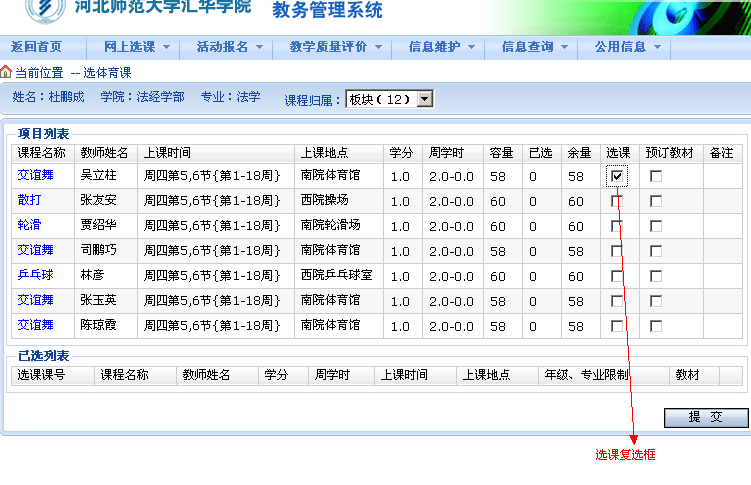 河北师范大学汇华学院 教务管理系统
返回首页 网上选课 活动报名 教学质量评价 信息维护 信息查询 公用信息
当前位置 -- 选体育课
姓名：杜鹏成 学院：法经学部 专业：法学 课程归属： 板块（12）
项目列表
课程名称 教师姓名 上课时间 上课地点 学分 周学时 容量 已选 余量 选课 预订教材 备注
交谊舞 吴立柱 周四第5,6节{第1-18周} 南院体育馆 1.0 2.0-0.0 58 0 58
散打 张友安 周四第5,6节{第1-18周} 西院操场 1.0 2.0-0.0 60 0 60
轮滑 贾绍华 周四第5,6节{第1-18周} 南院轮滑场 1.0 2.0-0.0 60 0 60
交谊舞 司鹏巧 周四第5,6节{第1-18周} 南院体育馆 1.0 2.0-0.0 58 0 58
乒乓球 林彦 周四第5,6节{第1-18周} 西院乒乓球室 1.0 2.0-0.0 60 0 60
交谊舞 张玉英 周四第5,6节{第1-18周} 南院体育馆 1.0 2.0-0.0 58 0 58
交谊舞 陈琼霞 周四第5,6节{第1-18周} 南院体育馆 1.0 2.0-0.0 58 0 58
已选列表
选课课号 课程名称 教师姓名 学分 周学时 上课时间 上课地点 年级、专业限制 教材
提 交
选课复选框